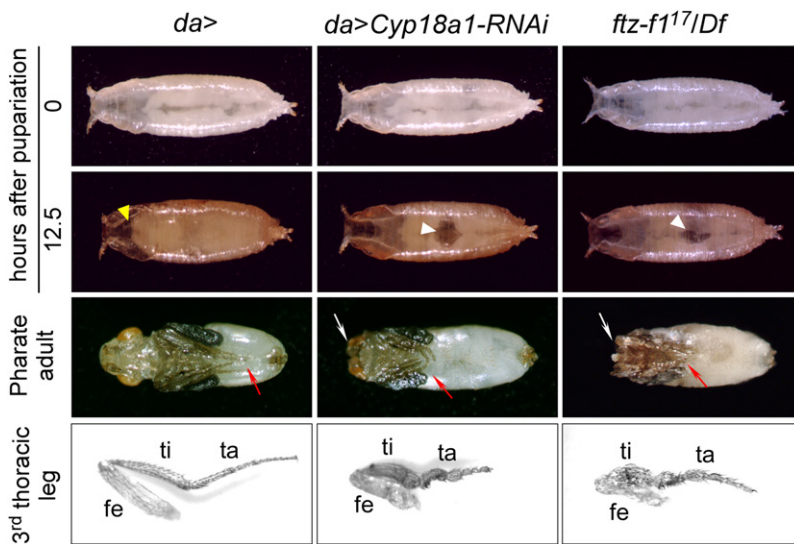 da>
da>Cyp18a1-RNAi
ftz-f1¹⁷/Df
hours after pupariation
0
12.5
Pharate
adult
3rd thoracic
leg
ti
ta
fe
ti
ta
fe
ti
ta
fe